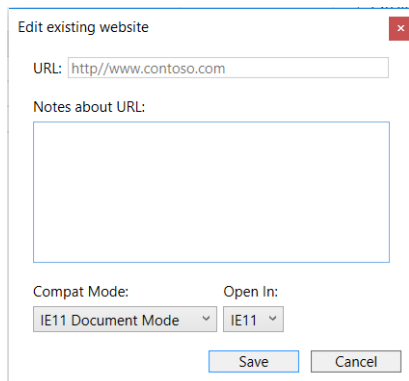 Edit existing website
×
URL: http//www.contoso.com
Notes about URL:
Compat Mode: Open In:
IE11 Document Mode IE11
Save Cancel